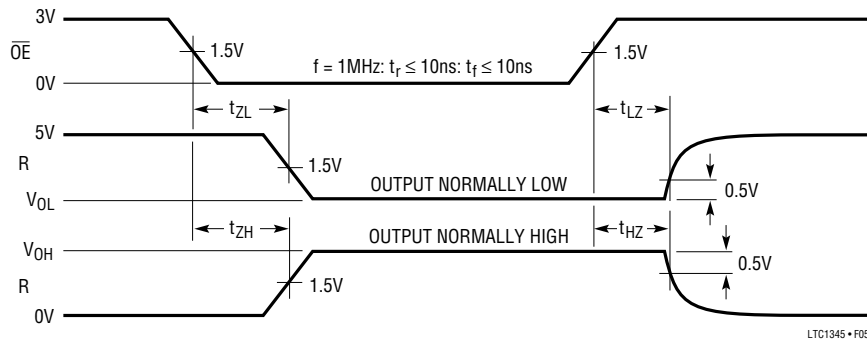 3V
OE
1.5V
1.5V
f = 1MHz: tr ≤ 10ns: tf ≤ 10ns
0V
tZL
tLZ
5V
R
1.5V
OUTPUT NORMALLY LOW
0.5V
VOL
tZH
tHZ
VOH
OUTPUT NORMALLY HIGH
0.5V
R
1.5V
0V
LTC1345 • F05